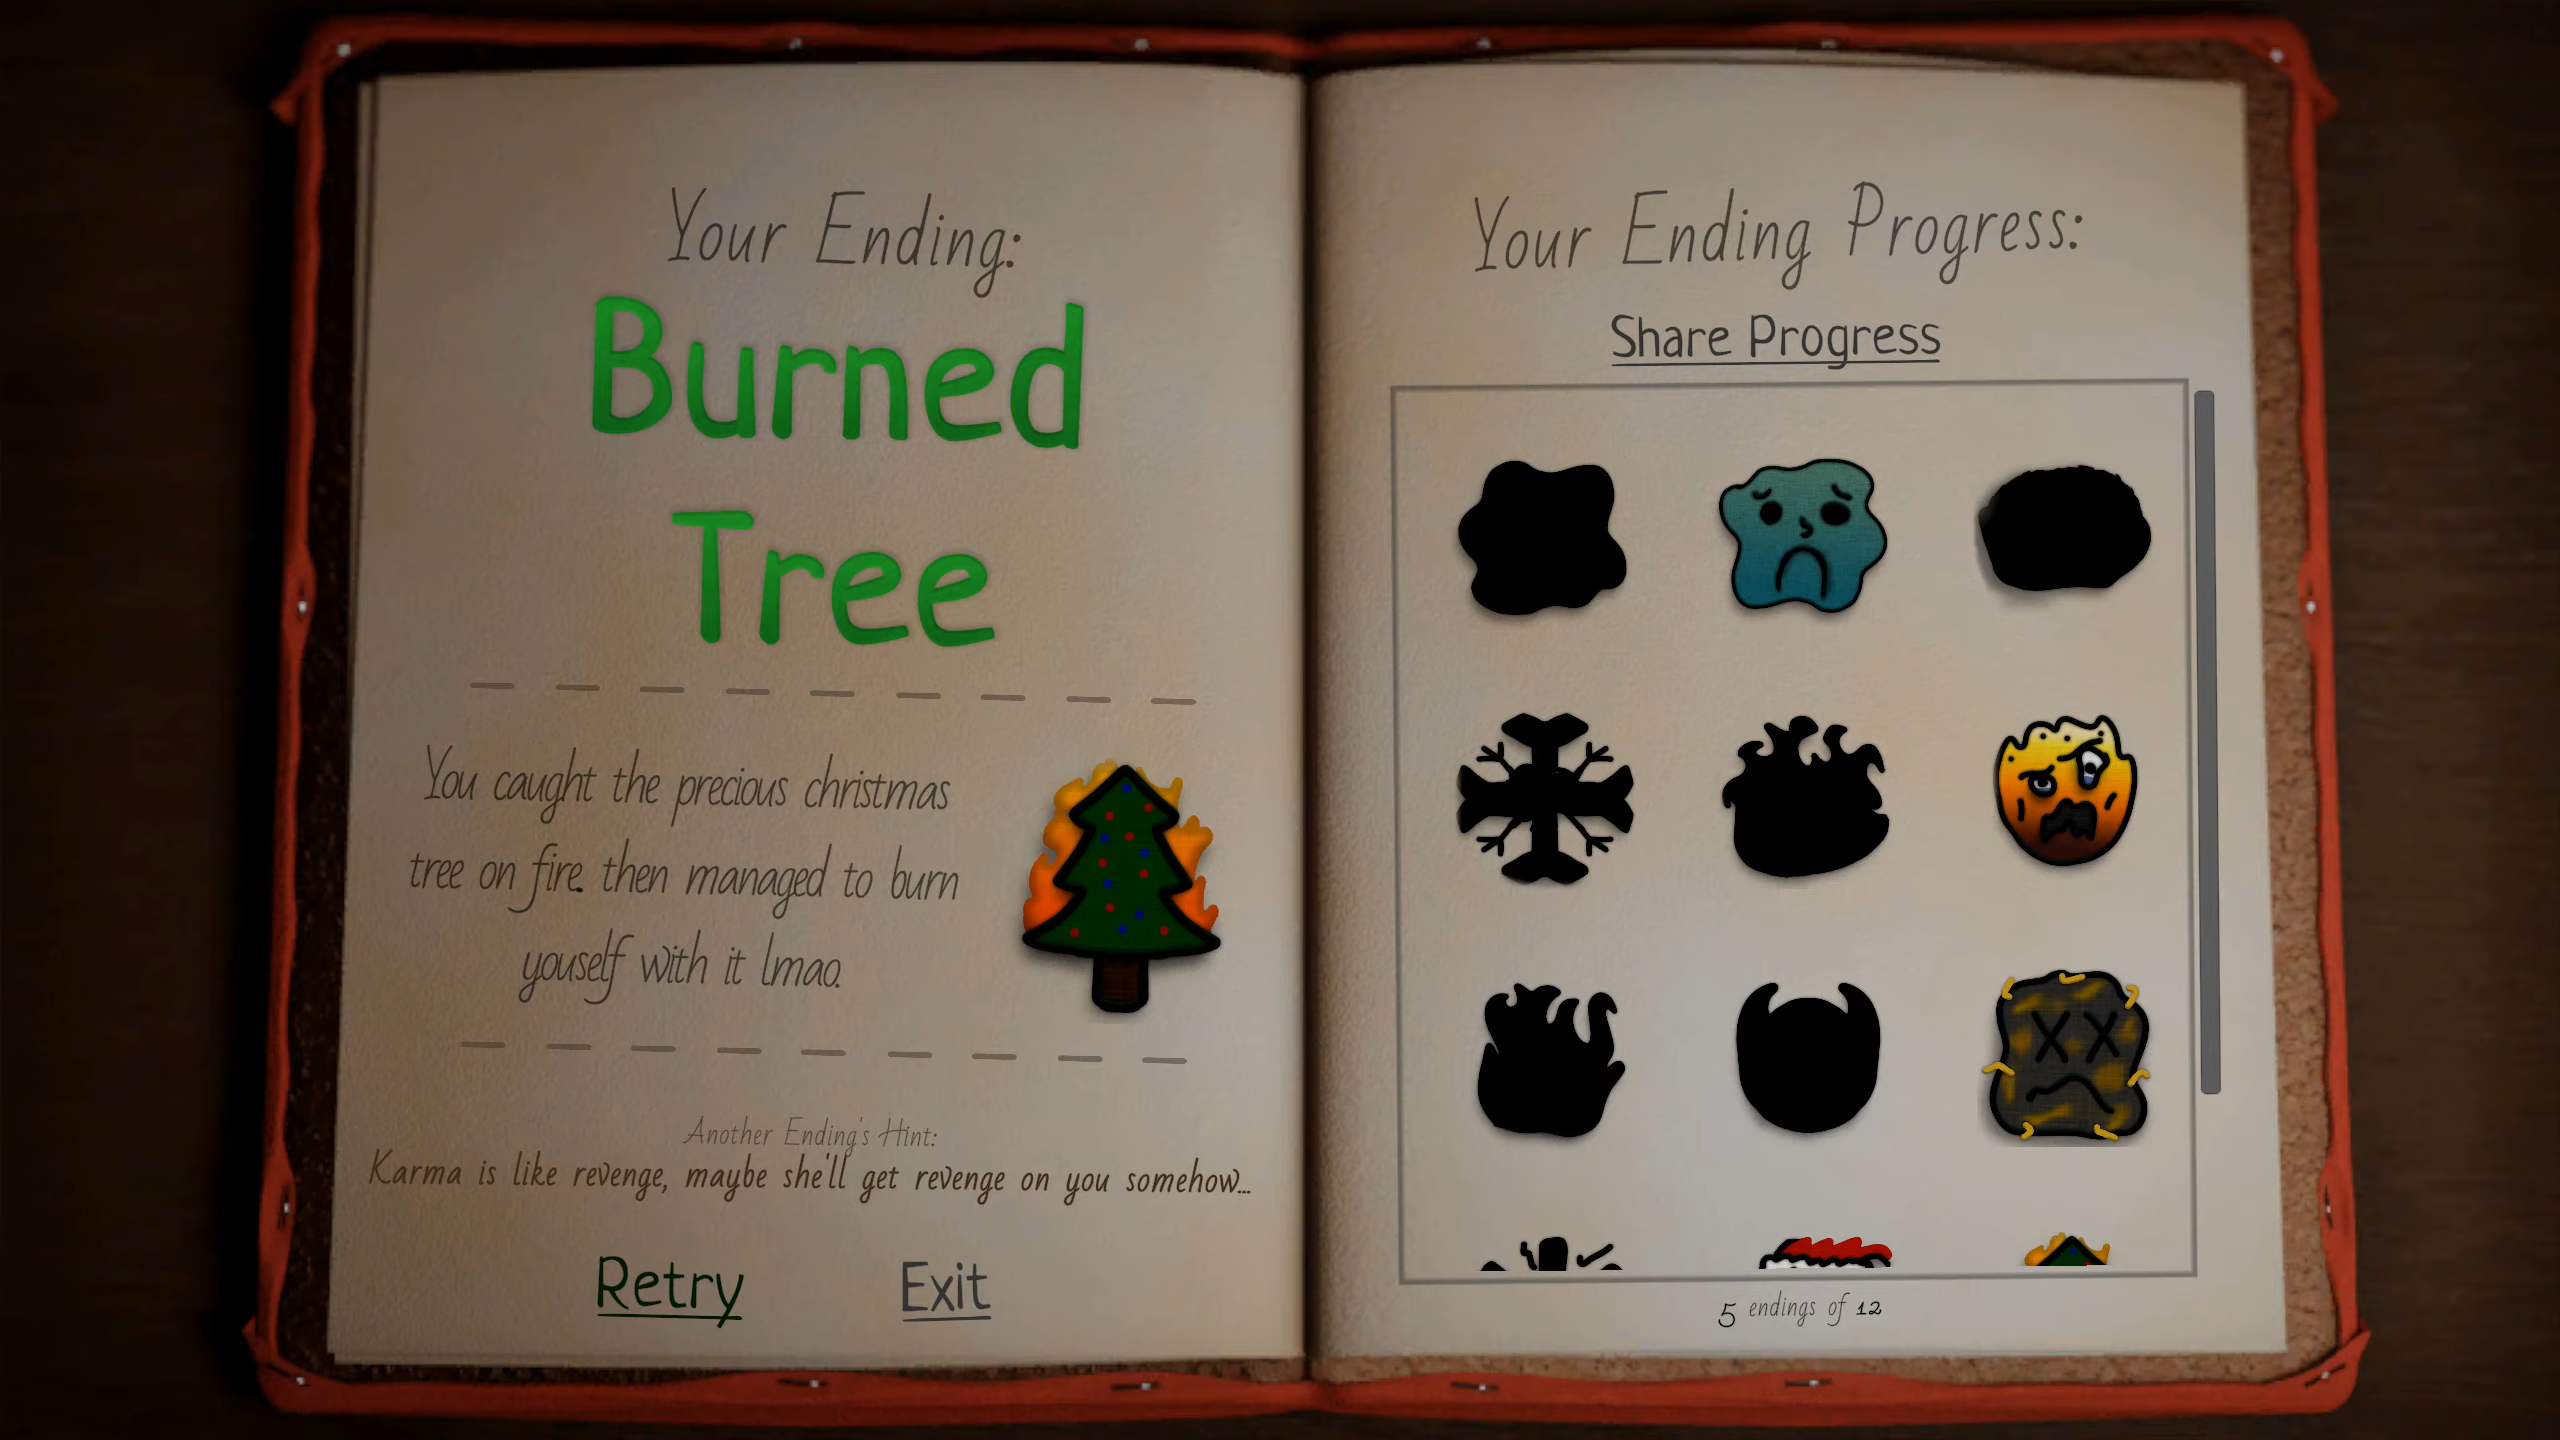 Your Ending:
Burned
Tree
You caught the precious christmas
tree on fire. then managed to burn
youself with it lmao.
Another Ending's Hint:
Karma is like revenge, maybe she'll get revenge on you somehow...
Retry Exit
Your Ending Progress:
Share Progress
5 endings of 12